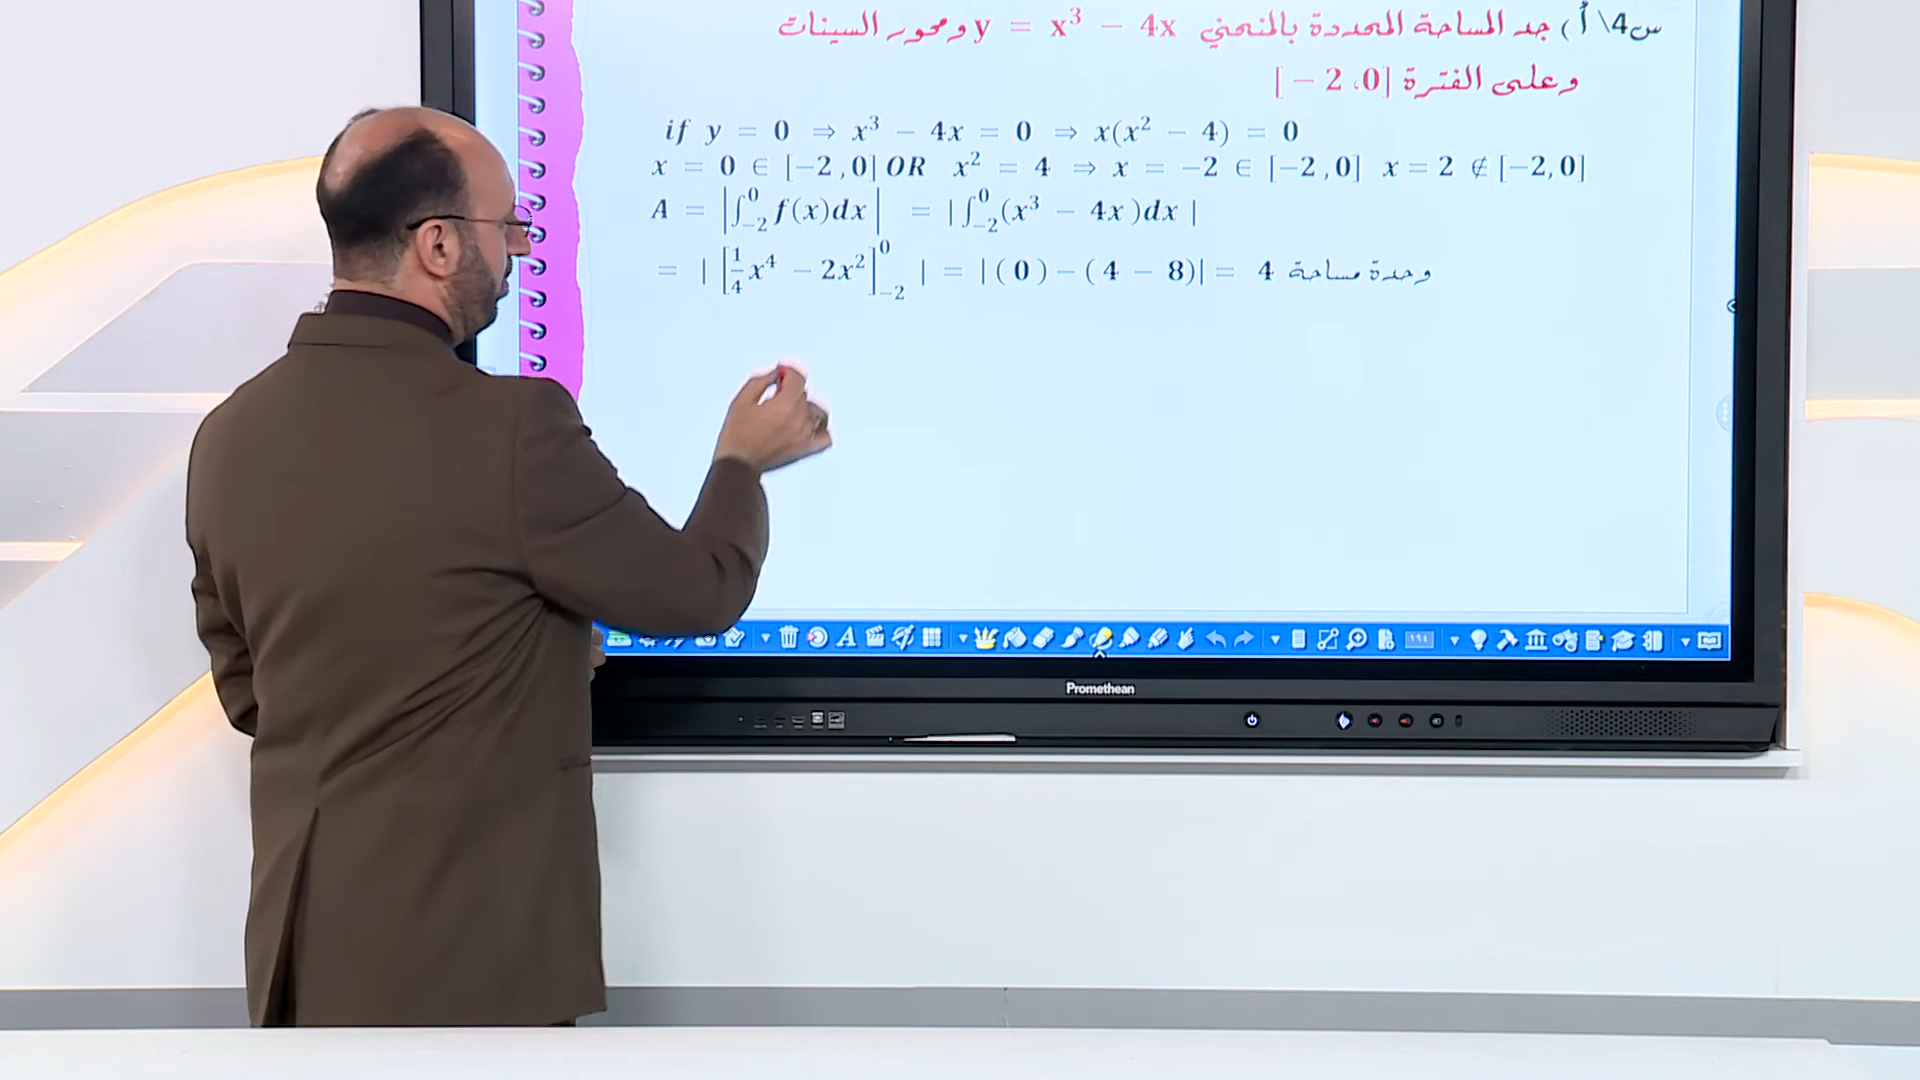 س4\ أ) جد المساحة المحددة بالمنحني y = x³ − 4x ومحور السينات
وعلى الفترة [− 2 ،0]
if y = 0 ⇒ x³ − 4x = 0 ⇒ x(x² − 4) = 0
x = 0 ∈ [−2 ,0] OR x² = 4 ⇒ x = −2 ∈ [−2 ,0] x = 2 ∉ [−2,0]
A = |∫₋₂⁰ f(x)dx| = | ∫₋₂⁰ (x³ − 4x )dx |
= | [¼x⁴ − 2x²]₋₂⁰ | = |( 0 ) − ( 4 − 8)| = 4 وحدة مساحة
١١٤
Promethean